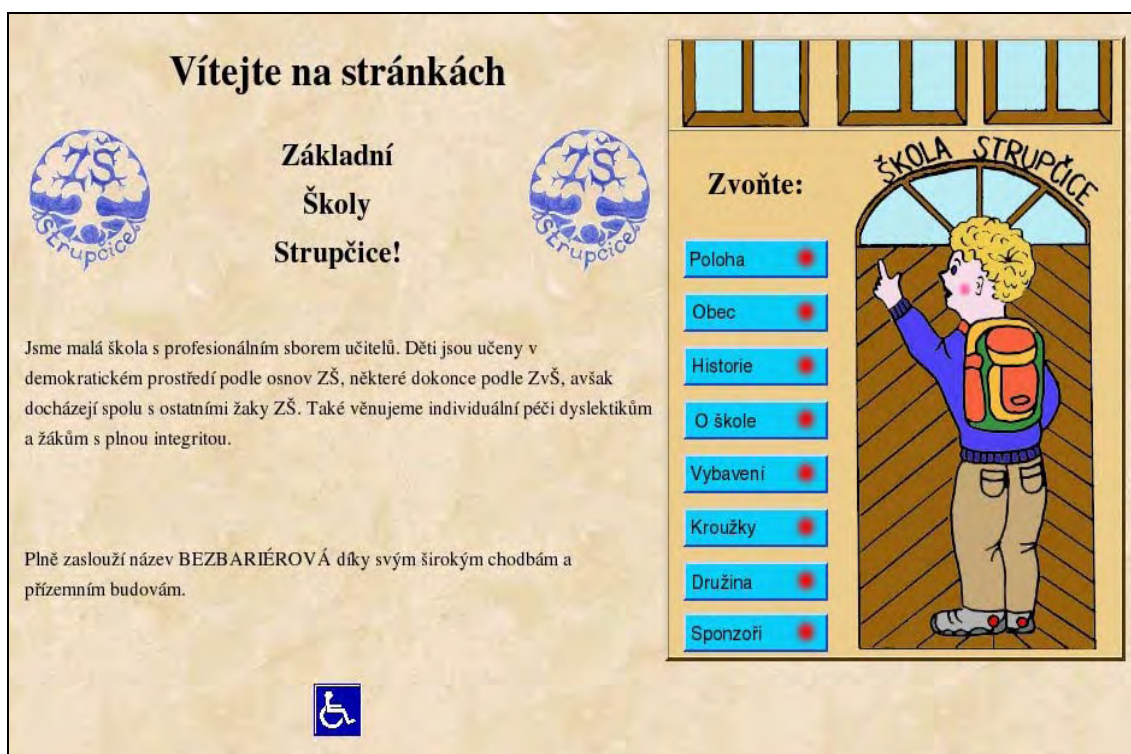 Vítejte na stránkách
ZŠ
Strupčice
Základní
Školy
Strupčice!
ZŠ
Strupčice
Jsme malá škola s profesionálním sborem učitelů. Děti jsou učeny v
demokratickém prostředí podle osnov ZŠ, některé dokonce podle ZvŠ, avšak
docházejí spolu s ostatními žaky ZŠ. Také věnujeme individuální péči dyslektikům
a žákům s plnou integritou.
Plně zaslouží název BEZBARIÉROVÁ díky svým širokým chodbám a
přízemním budovám.
ŠKOLA STRUPČICE
Zvoňte:
Poloha
Obec
Historie
O škole
Vybavení
Kroužky
Družina
Sponzoři